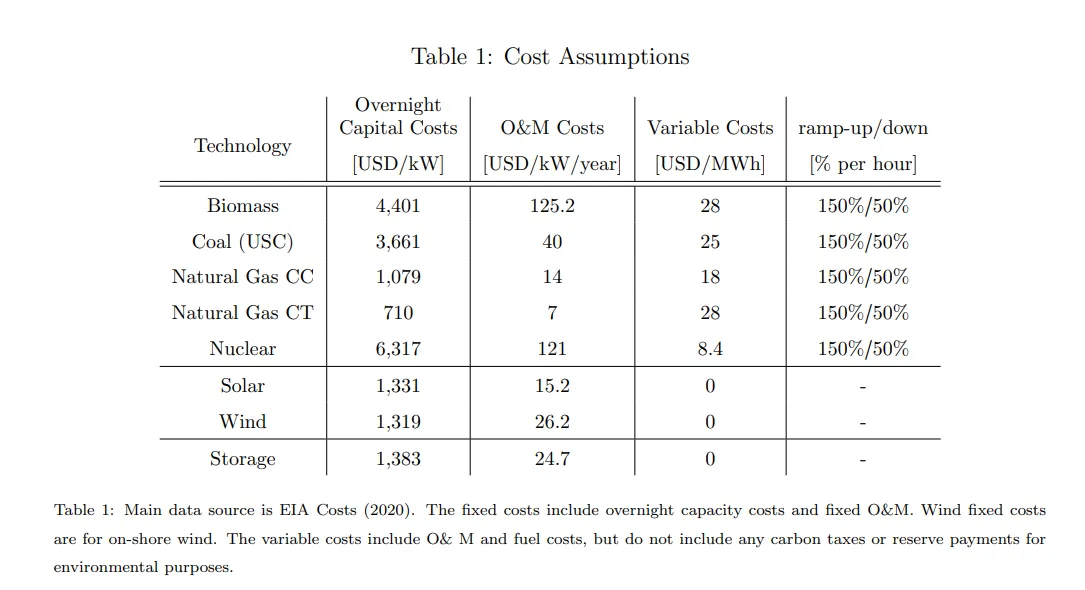 Table 1: Cost Assumptions
Technology
Overnight
Capital Costs
[USD/kW]
O&M Costs
[USD/kW/year]
Variable Costs
[USD/MWh]
ramp-up/down
[% per hour]
Biomass 4,401 125.2 28 150%/50%
Coal (USC) 3,661 40 25 150%/50%
Natural Gas CC 1,079 14 18 150%/50%
Natural Gas CT 710 7 28 150%/50%
Nuclear 6,317 121 8.4 150%/50%
Solar 1,331 15.2 0 -
Wind 1,319 26.2 0 -
Storage 1,383 24.7 0 -
Table 1: Main data source is EIA Costs (2020). The fixed costs include overnight capacity costs and fixed O&M. Wind fixed costs
are for on-shore wind. The variable costs include O& M and fuel costs, but do not include any carbon taxes or reserve payments for
environmental purposes.